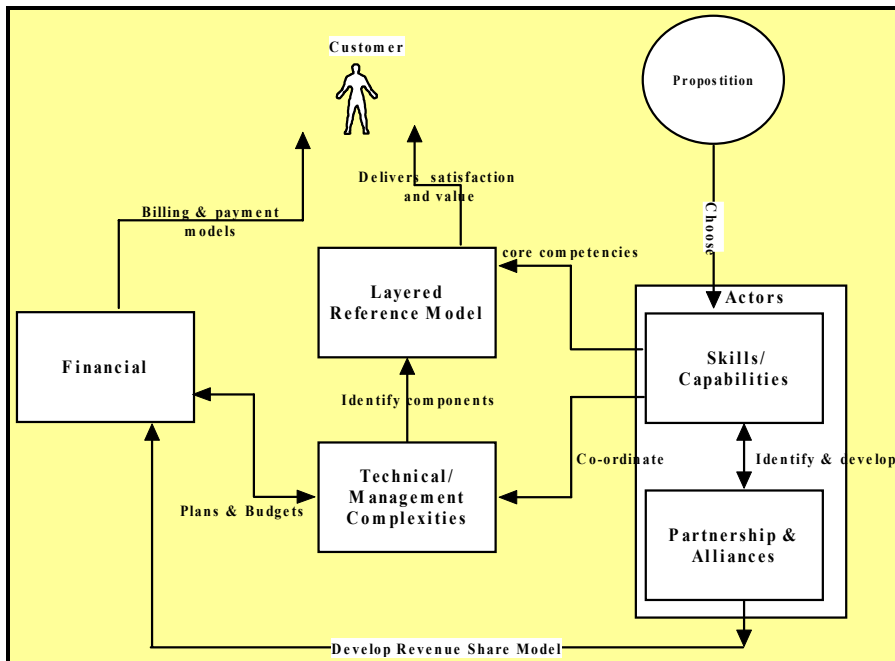 Customer
Propostition
Delivers satisfaction
and value
Billing & payment
models
Choose
core competencies
Layered
Reference Model
Actors
Financial
Skills/
Capabilities
Identify components
Technical/
Management
Complexities
Co-ordinate
Identify & develop
Plans & Budgets
Partnership &
Alliances
Develop Revenue Share Model